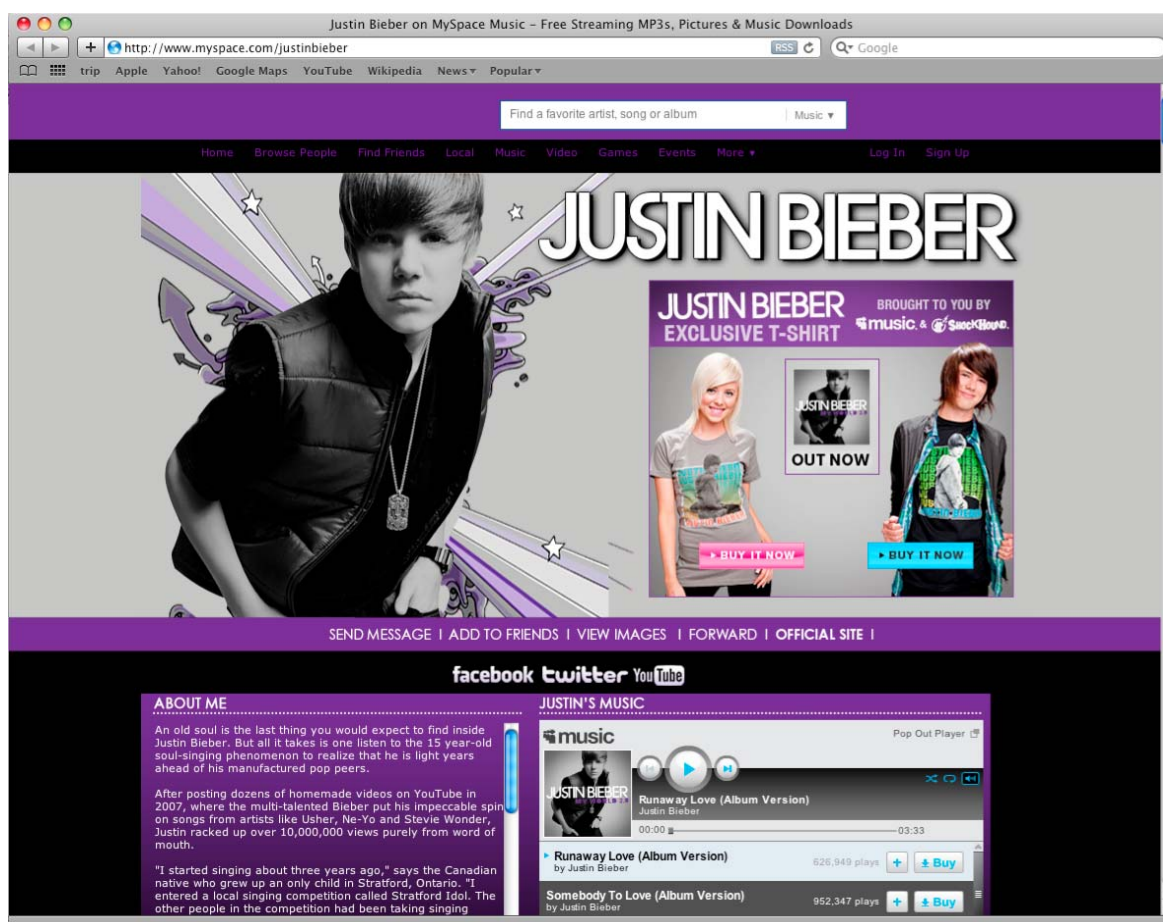 Justin Bieber on MySpace Music – Free Streaming MP3s, Pictures & Music Downloads
http://www.myspace.com/justinbieber RSS Google
trip Apple Yahoo! Google Maps YouTube Wikipedia News Popular
Find a favorite artist, song or album Music
Home Browse People Find Friends Local Music Video Games Events More Log In Sign Up
JUSTIN BIEBER
JUSTIN BIEBER
EXCLUSIVE T-SHIRT
BROUGHT TO YOU BY
music. & ShockHound.
JUSTIN BIEBER
MY WORLD 2.0
OUT NOW
BUY IT NOW
BUY IT NOW
SEND MESSAGE | ADD TO FRIENDS | VIEW IMAGES | FORWARD | OFFICIAL SITE |
facebook twitter YouTube
ABOUT ME
An old soul is the last thing you would expect to find inside
Justin Bieber. But all it takes is one listen to the 15 year-old
soul-singing phenomenon to realize that he is light years
ahead of his manufactured pop peers.
After posting dozens of homemade videos on YouTube in
2007, where the multi-talented Bieber put his impeccable spin
on songs from artists like Usher, Ne-Yo and Stevie Wonder,
Justin racked up over 10,000,000 views purely from word of
mouth.
"I started singing about three years ago," says the Canadian
native who grew up an only child in Stratford, Ontario. "I
entered a local singing competition called Stratford Idol. The
other people in the competition had been taking singing
JUSTIN'S MUSIC
music Pop Out Player
JUSTIN BIEBER
MY WORLD 2.0
Runaway Love (Album Version)
Justin Bieber
00:00 03:33
Runaway Love (Album Version)
by Justin Bieber
626,949 plays + Buy
Somebody To Love (Album Version)
by Justin Bieber
952,347 plays + Buy